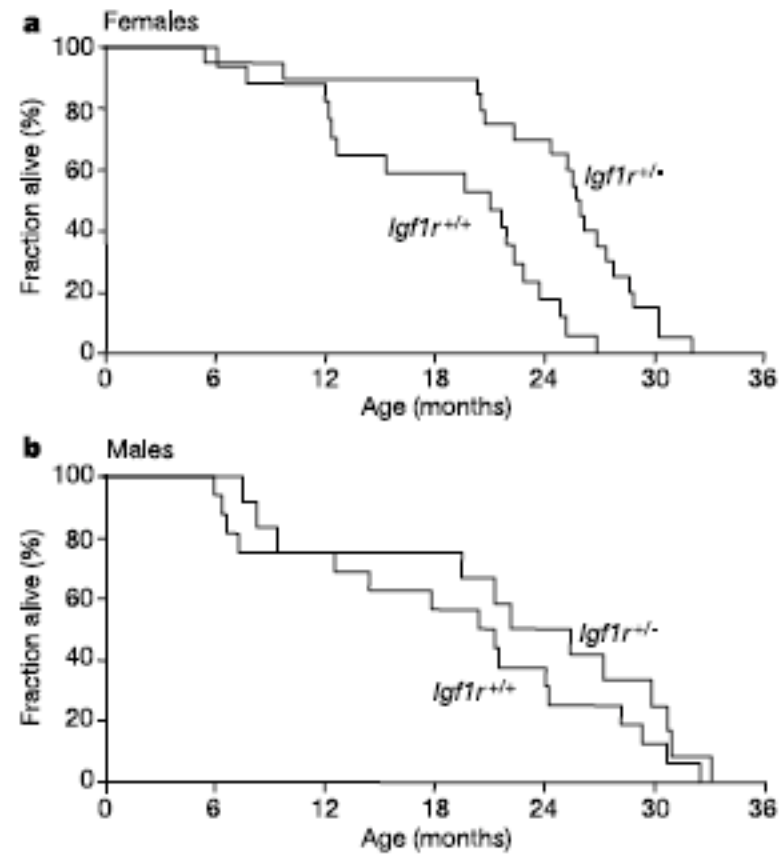 a Females
100
80
60
40
20
0
Fraction alive (%)
Igf1r+/-
Igf1r+/+
0 6 12 18 24 30 36
Age (months)
b Males
100
80
60
40
20
0
Fraction alive (%)
Igf1r+/-
Igf1r+/+
0 6 12 18 24 30 36
Age (months)